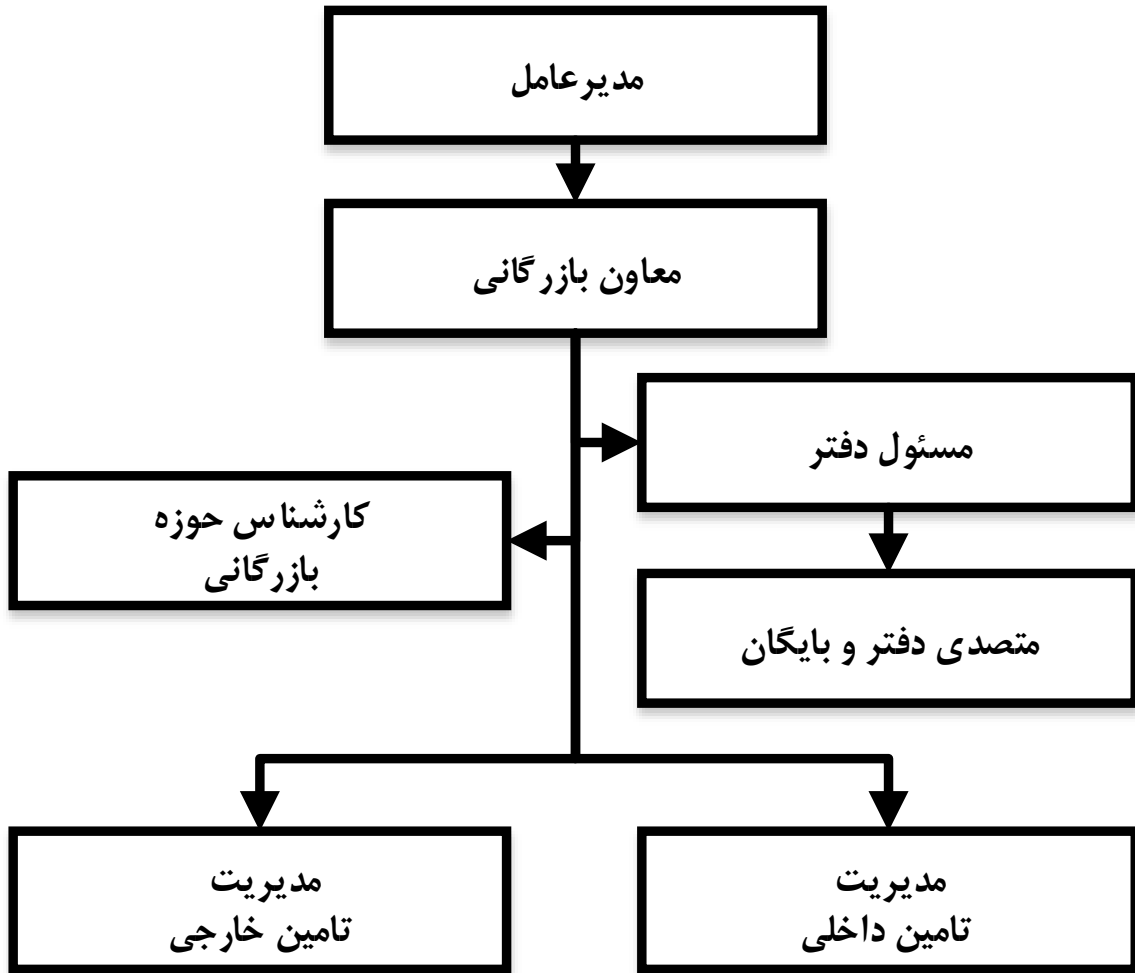 مدیرعامل
معاون بازرگانی
مسئول دفتر
کارشناس حوزه
بازرگانی
متصدی دفتر و بایگان
مدیریت
تامین داخلی
مدیریت
تامین خارجی